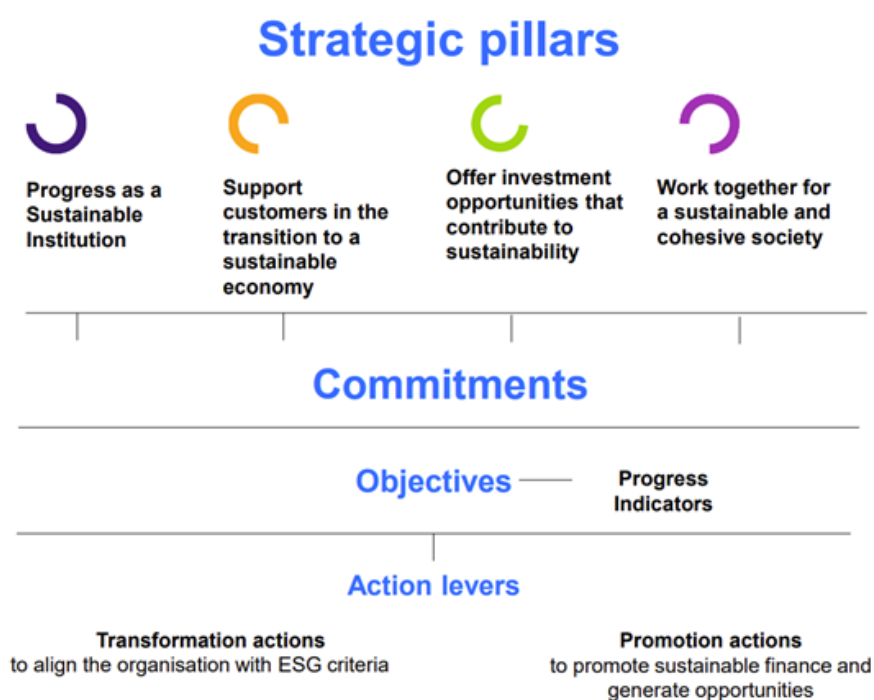 Strategic pillars
Progress as a
Sustainable
Institution
Support
customers in the
transition to a
sustainable
economy
Offer investment
opportunities that
contribute to
sustainability
Work together for
a sustainable and
cohesive society
Commitments
Objectives
Progress
Indicators
Action levers
Transformation actions
to align the organisation with ESG criteria
Promotion actions
to promote sustainable finance and
generate opportunities